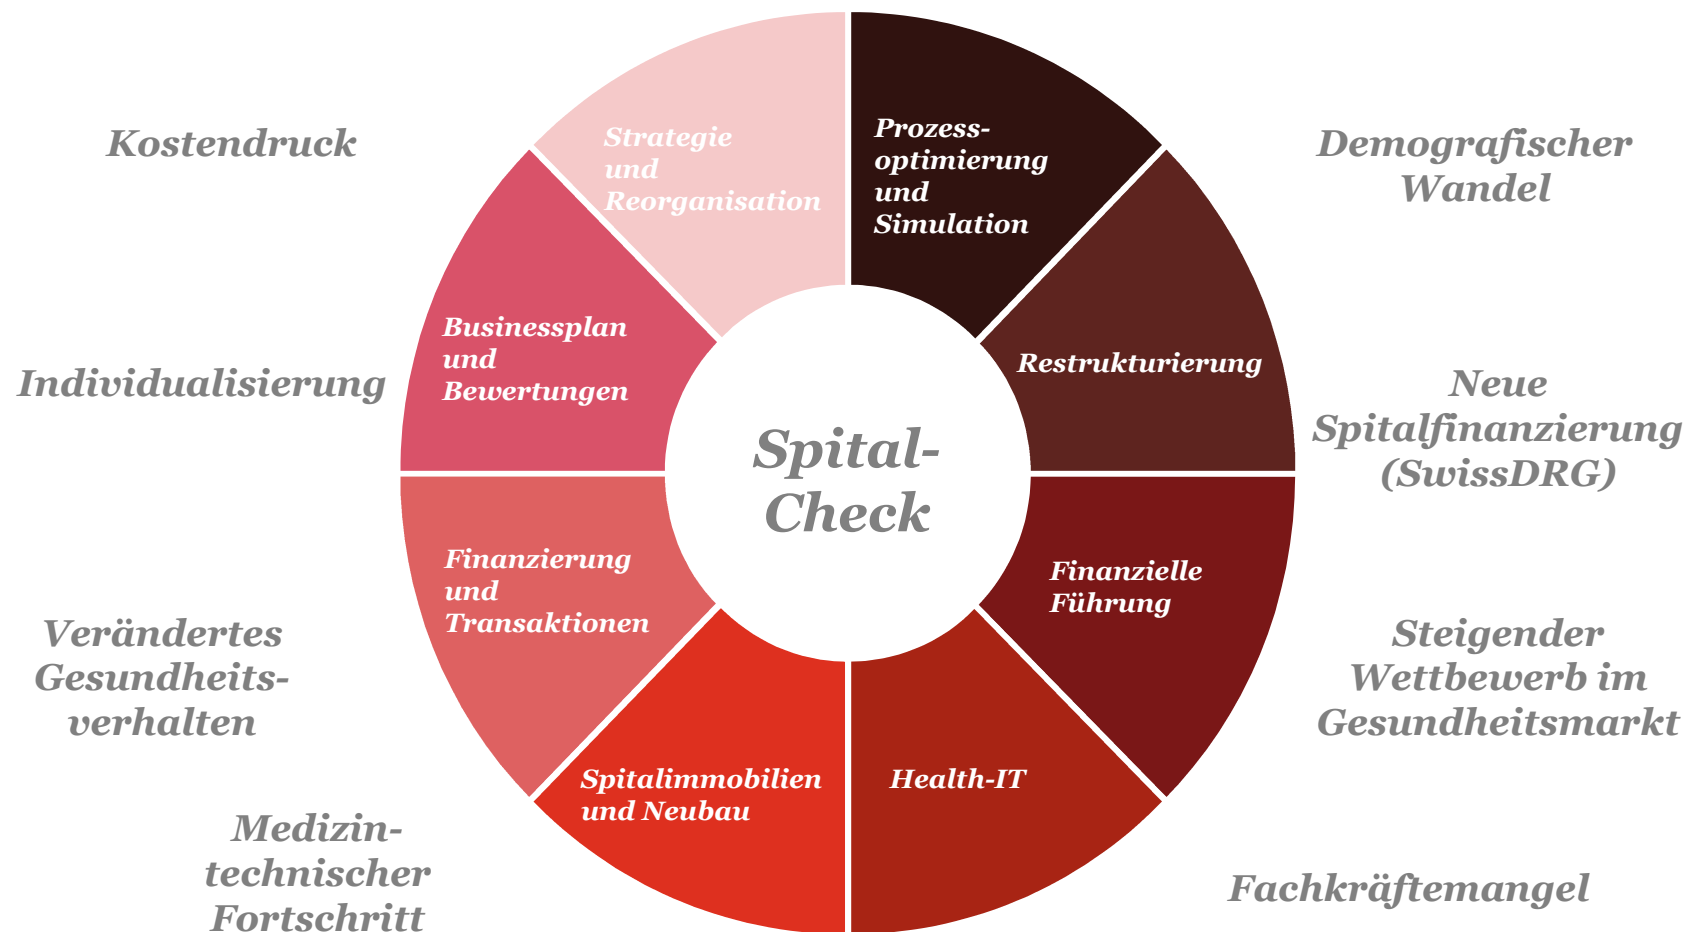 Kostendruck
Strategie
und
Reorganisation
Prozess-
optimierung
und
Simulation
Demografischer
Wandel
Individualisierung
Businessplan
und
Bewertungen
Restrukturierung
Neue
Spitalfinanzierung
(SwissDRG)
Spital-
Check
Verändertes
Gesundheits-
verhalten
Finanzierung
und
Transaktionen
Finanzielle
Führung
Steigender
Wettbewerb im
Gesundheitsmarkt
Medizin-
technischer
Fortschritt
Spitalimmobilien
und Neubau
Health-IT
Fachkräftemangel